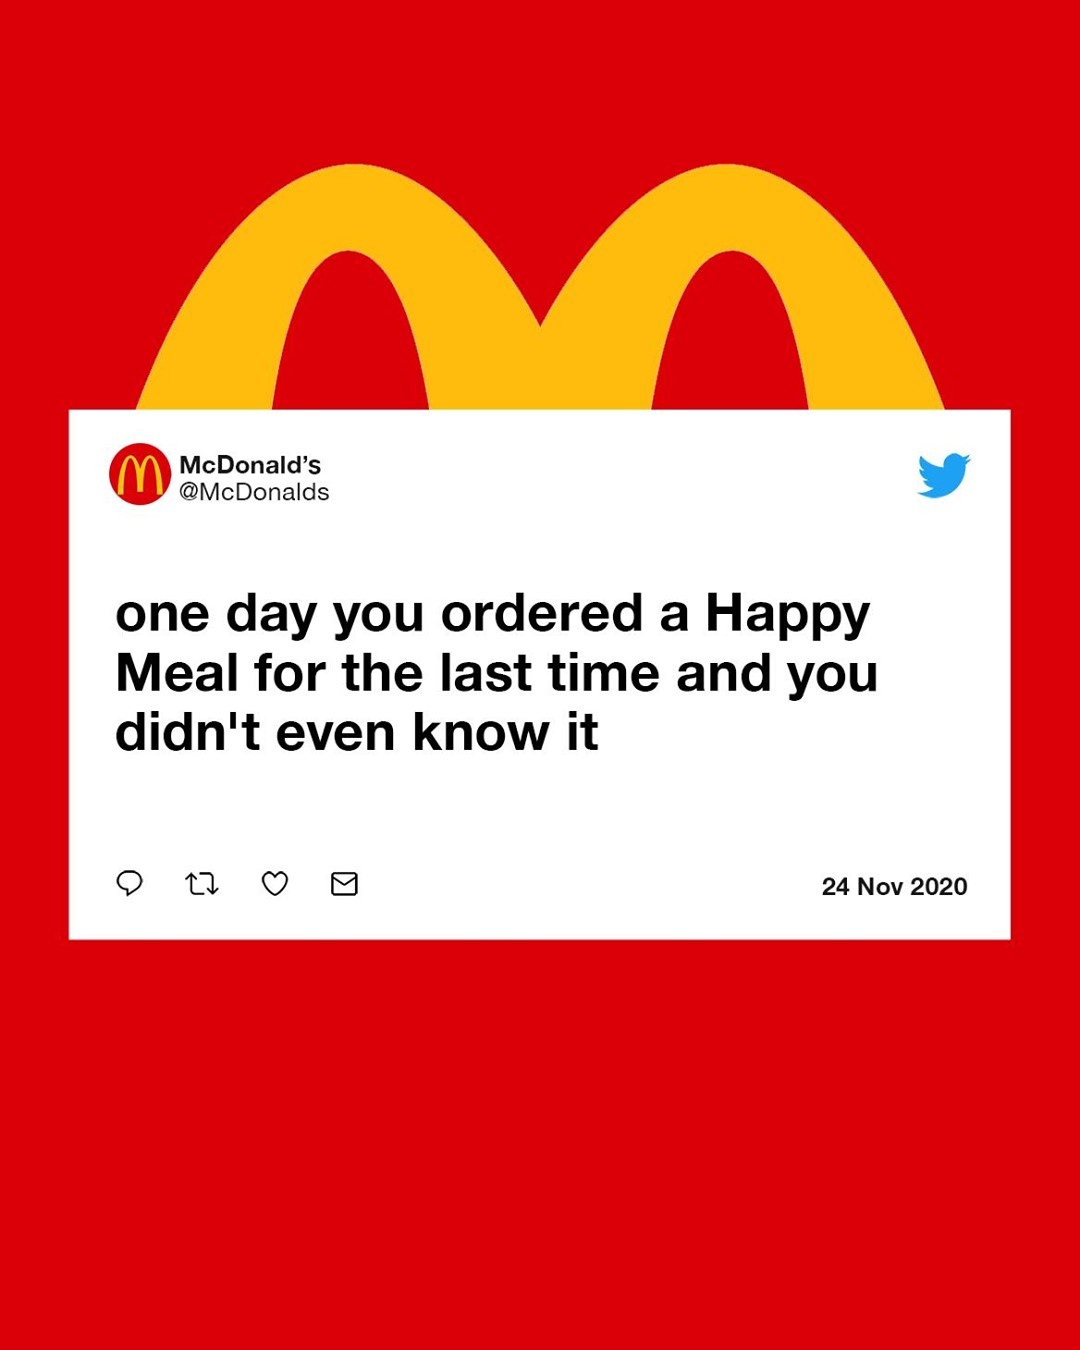 McDonald’s
@McDonalds
one day you ordered a Happy
Meal for the last time and you
didn't even know it
24 Nov 2020